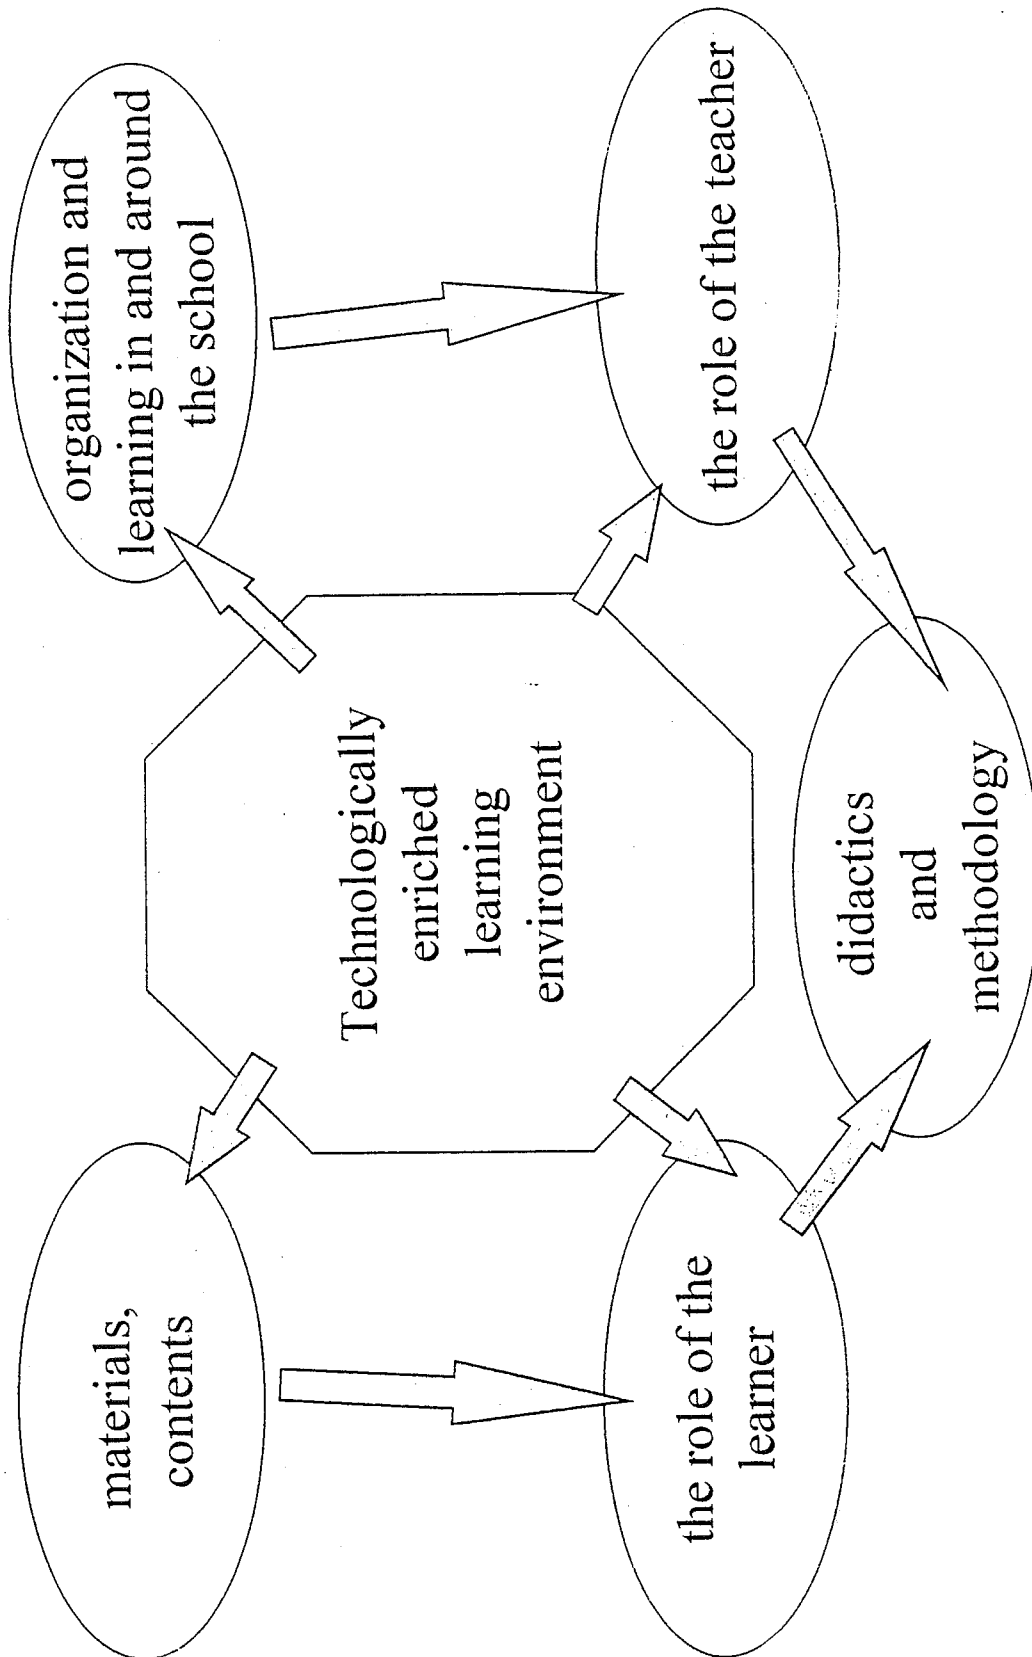 materials,
contents
organization and
learning in and around
the school
Technologically
enriched
learning
environment
the role of the
learner
the role of the teacher
didactics
and
methodology